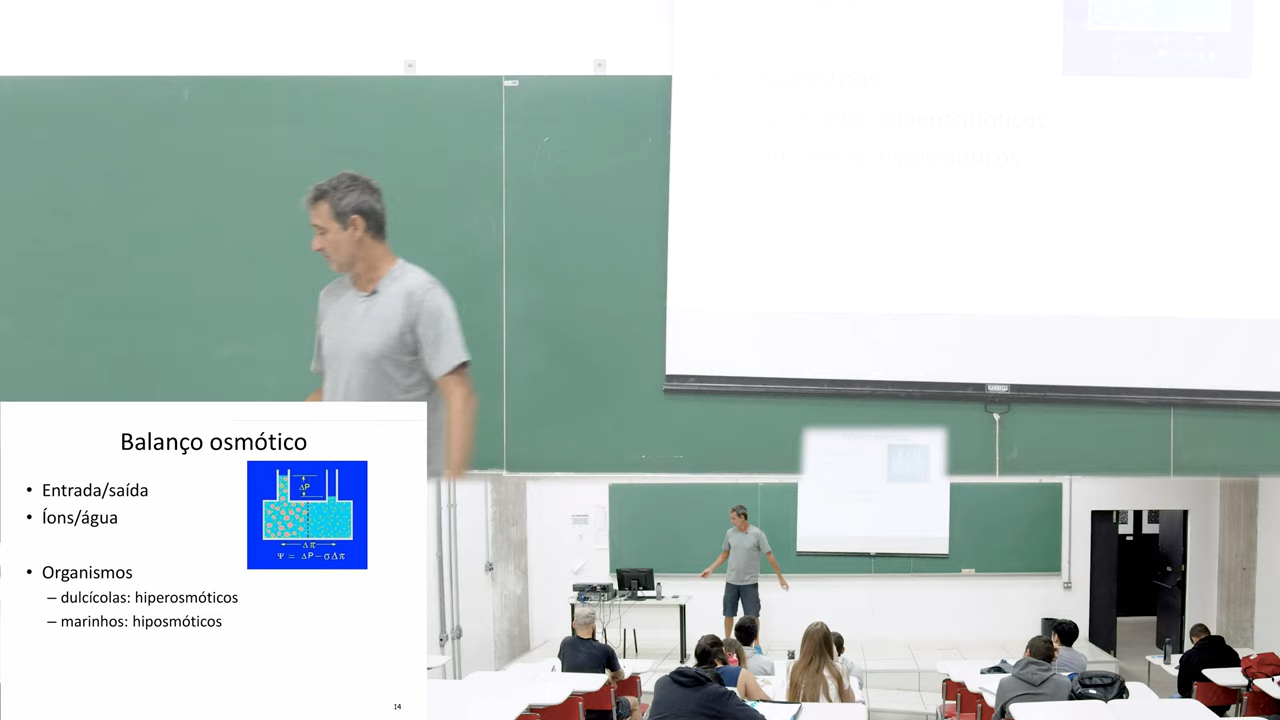 Balanço osmótico
• Entrada/saída
• Íons/água
ΔP
Δπ
Ψ = ΔP – σΔπ
• Organismos
– dulcícolas: hiperosmóticos
– marinhos: hiposmóticos
14